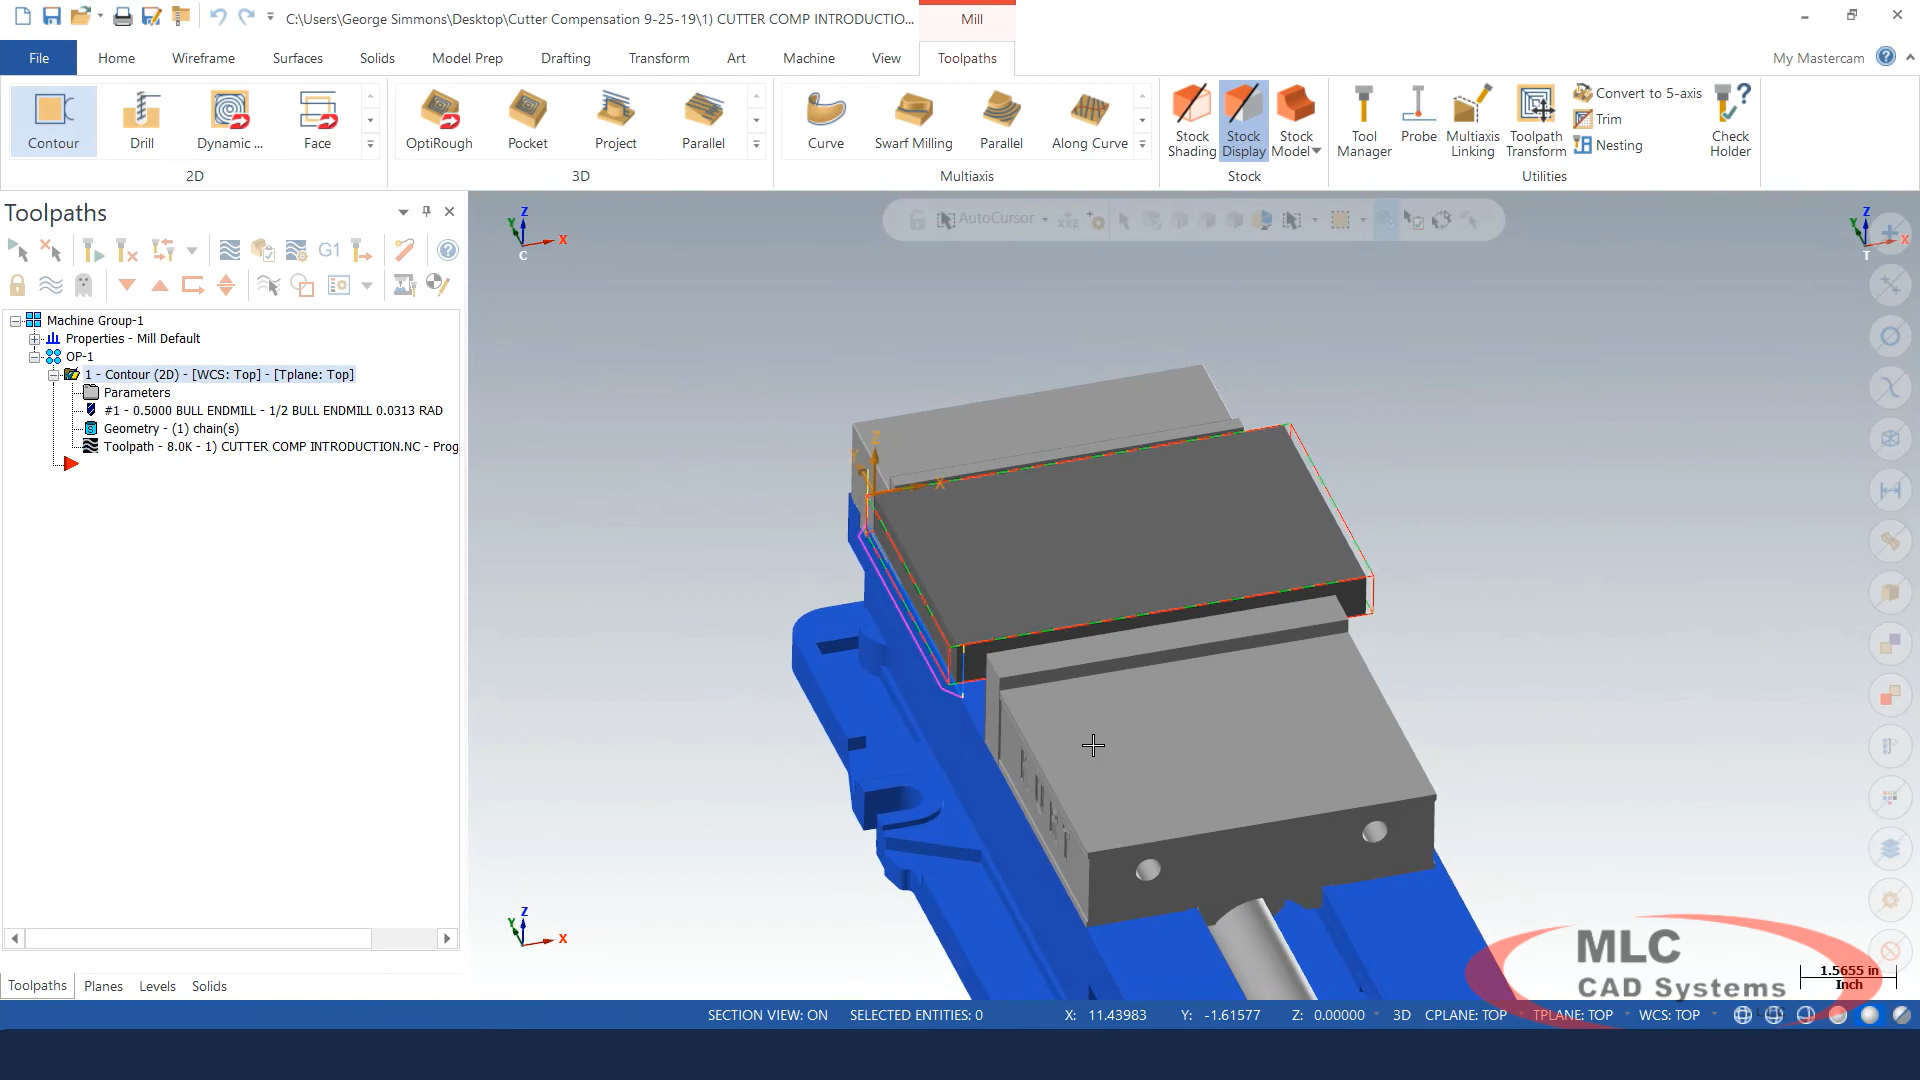 C:\Users\George Simmons\Desktop\Cutter Compensation 9-25-19\1) CUTTER COMP INTRODUCTIO...
Mill
File Home Wireframe Surfaces Solids Model Prep Drafting Transform Art Machine View Toolpaths My Mastercam
Contour Drill Dynamic ... Face
2D
OptiRough Pocket Project Parallel
3D
Curve Swarf Milling Parallel Along Curve
Multiaxis
Stock Shading
Stock Display
Stock Model
Stock
Tool Manager
Probe
Multiaxis Linking
Toolpath Transform
Convert to 5-axis
Trim
Nesting
Check Holder
Utilities
Toolpaths
G1
Machine Group-1
Properties - Mill Default
OP-1
1 - Contour (2D) - [WCS: Top] - [Tplane: Top]
Parameters
#1 - 0.5000 BULL ENDMILL - 1/2 BULL ENDMILL 0.0313 RAD
Geometry - (1) chain(s)
Toolpath - 8.0K - 1) CUTTER COMP INTRODUCTION.NC - Prog
Toolpaths Planes Levels Solids
AutoCursor
Z
Y
X
C
Z
Y
X
T
X
KURT
Z
Y
X
MLC
CAD Systems
1.5655 in
Inch
SECTION VIEW: ON SELECTED ENTITIES: 0 X: 11.43983 Y: -1.61577 Z: 0.00000 3D CPLANE: TOP TPLANE: TOP WCS: TOP